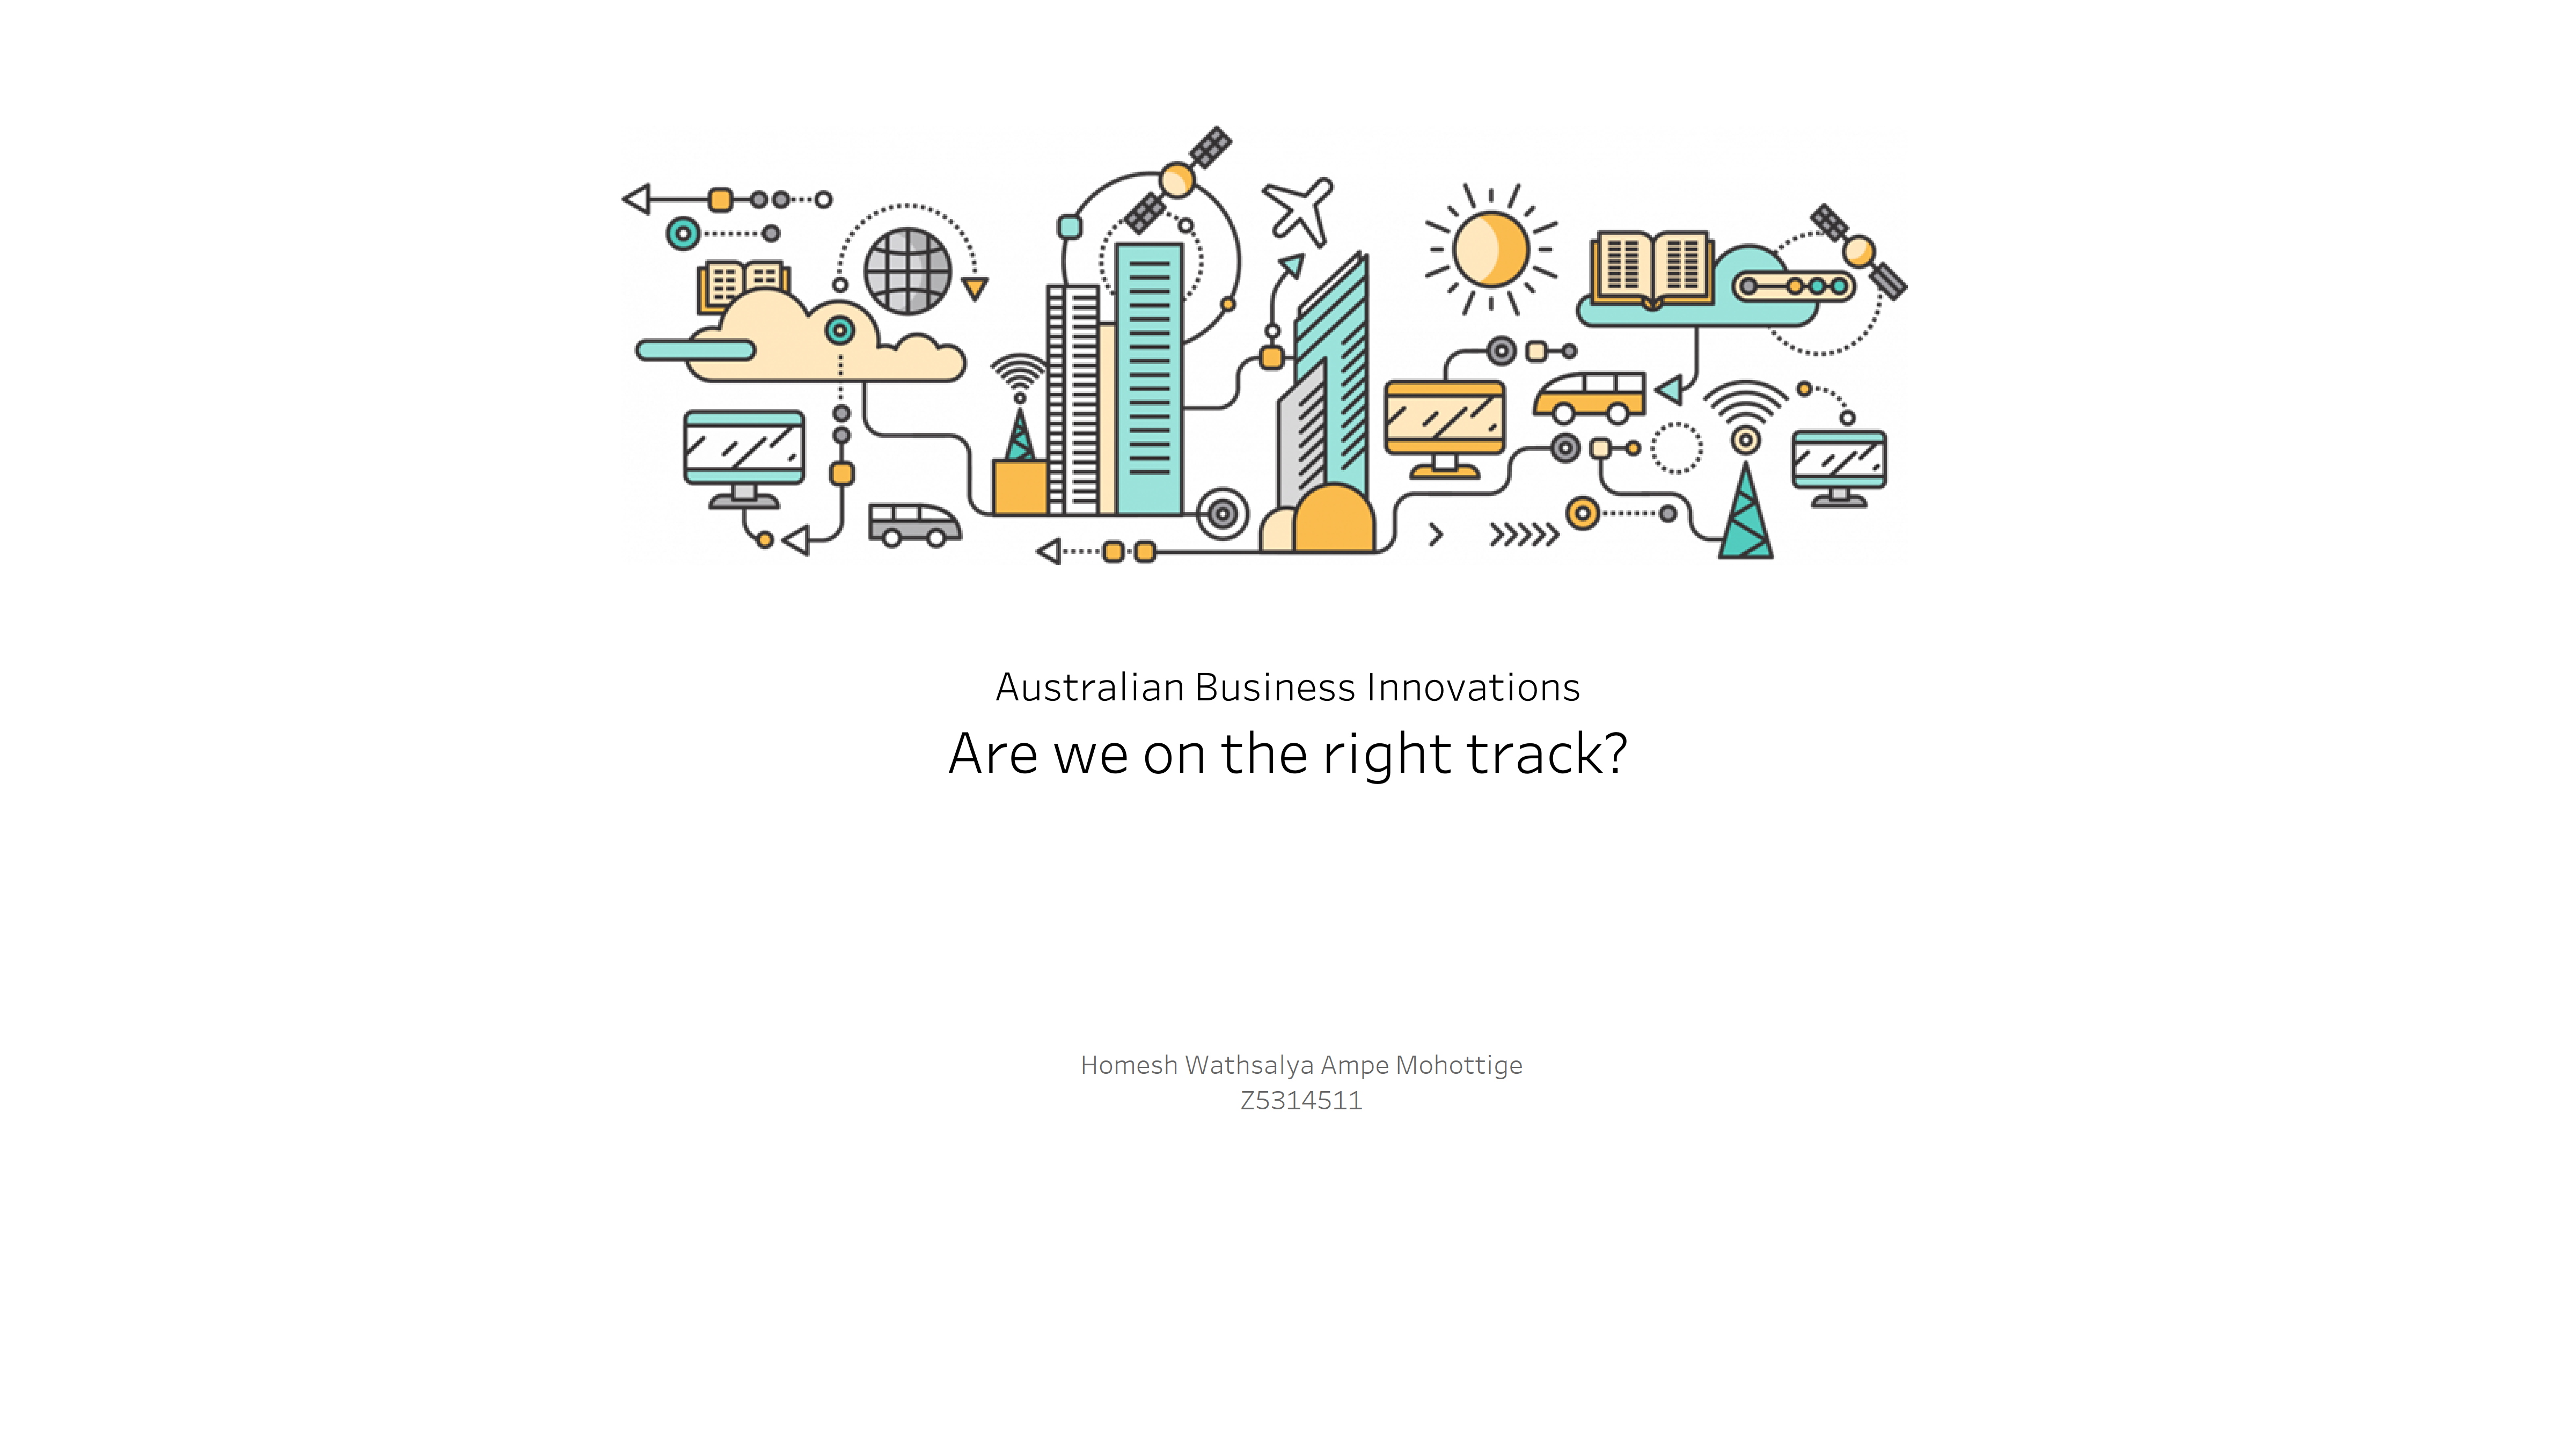 Australian Business Innovations
Are we on the right track?
Homesh Wathsalya Ampe Mohottige
Z5314511